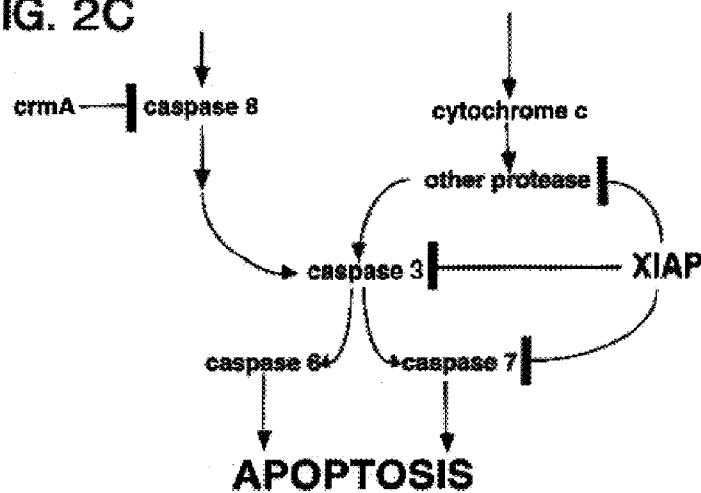 IG. 2C
crmA
caspase 8
cytochrome c
other protease
caspase 3
XIAP
caspase 6
caspase 7
APOPTOSIS